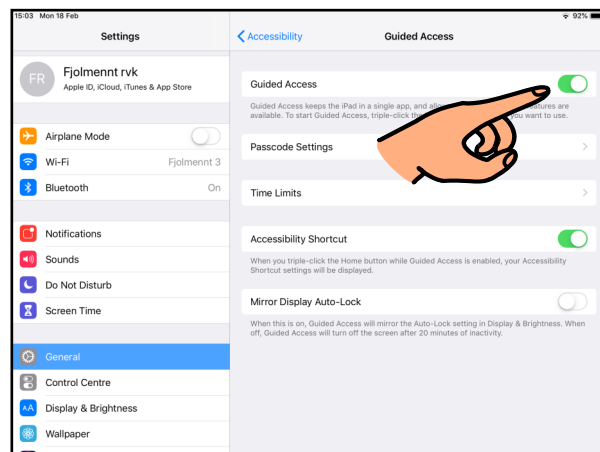 15:03 Mon 18 Feb
92%
Settings
Accessibility
Guided Access
FR
Fjolmennt rvk
Apple ID, iCloud, iTunes & App Store
Airplane Mode
Wi-Fi
Fjolmennt 3
Bluetooth
On
Notifications
Sounds
Do Not Disturb
Screen Time
General
Control Centre
AA
Display & Brightness
Wallpaper
Guided Access
Guided Access keeps the iPad in a single app, and features are
available. To start Guided Access, triple-click you want to use.
Passcode Settings
Time Limits
Accessibility Shortcut
When you triple-click the Home button while Guided Access is enabled, your Accessibility
Shortcut settings will be displayed.
Mirror Display Auto-Lock
When this is on, Guided Access will mirror the Auto-Lock setting in Display & Brightness. When
off, Guided Access will turn off the screen after 20 minutes of inactivity.